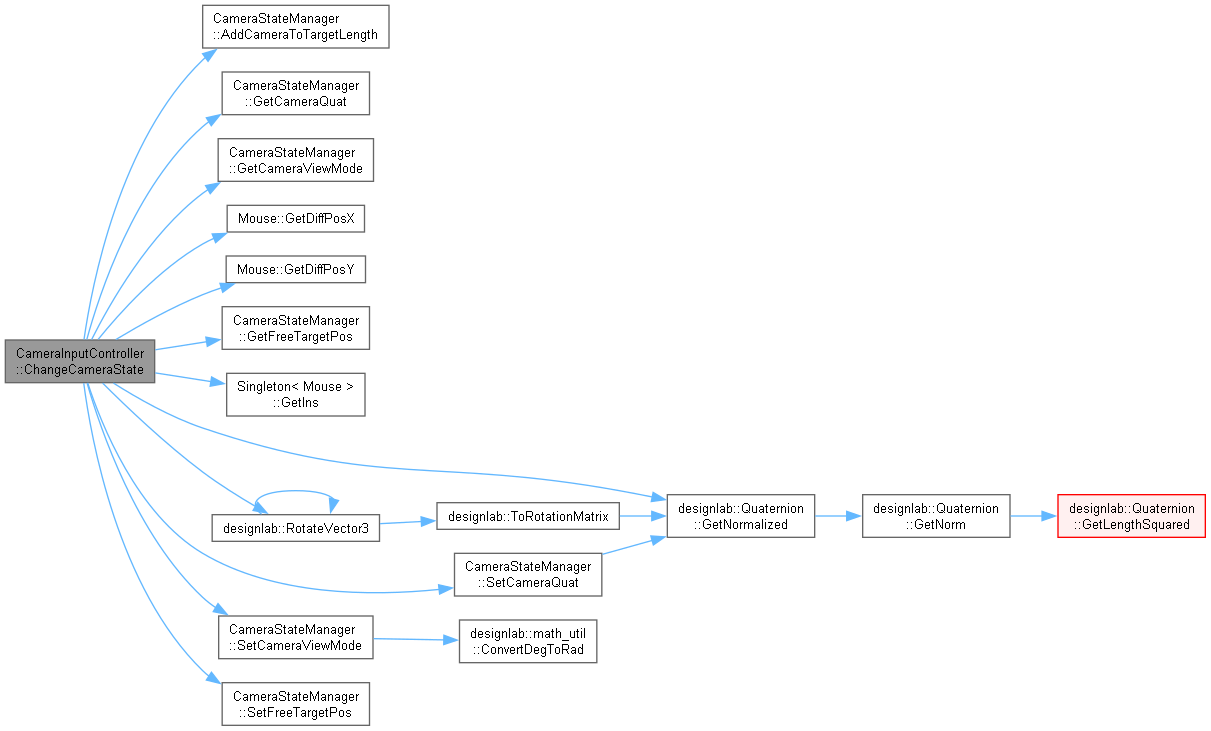 CameraStateManager
::AddCameraToTargetLength
CameraStateManager
::GetCameraQuat
CameraStateManager
::GetCameraViewMode
Mouse::GetDiffPosX
Mouse::GetDiffPosY
CameraStateManager
::GetFreeTargetPos
CameraInputController
::ChangeCameraState
Singleton< Mouse >
::GetIns
designlab::RotateVector3
designlab::ToRotationMatrix
designlab::Quaternion
::GetNormalized
designlab::Quaternion
::GetNorm
designlab::Quaternion
::GetLengthSquared
CameraStateManager
::SetCameraQuat
CameraStateManager
::SetCameraViewMode
designlab::math_util
::ConvertDegToRad
CameraStateManager
::SetFreeTargetPos